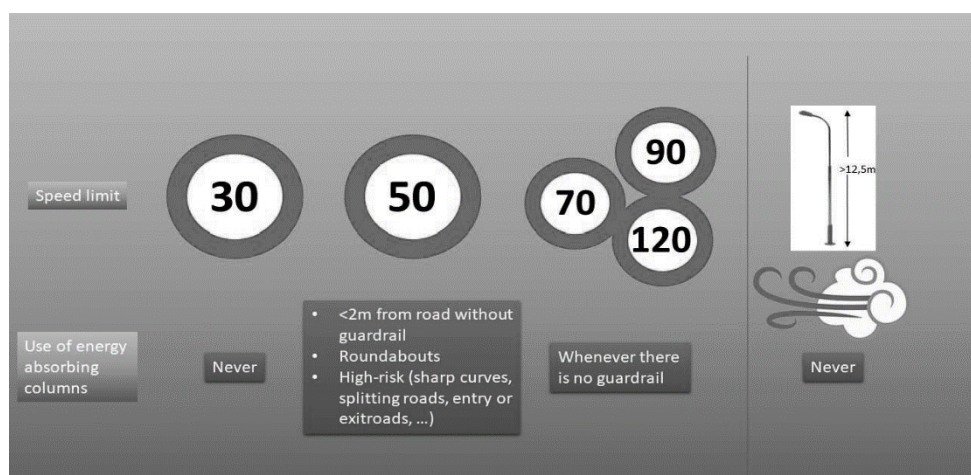 Speed limit
30
50
70
90
120
>12,5m
Use of energy
absorbing
columns
Never
• <2m from road without
guardrail
• Roundabouts
• High-risk (sharp curves,
splitting roads, entry or
exitroads, ...)
Whenever there
is no guardrail
Never